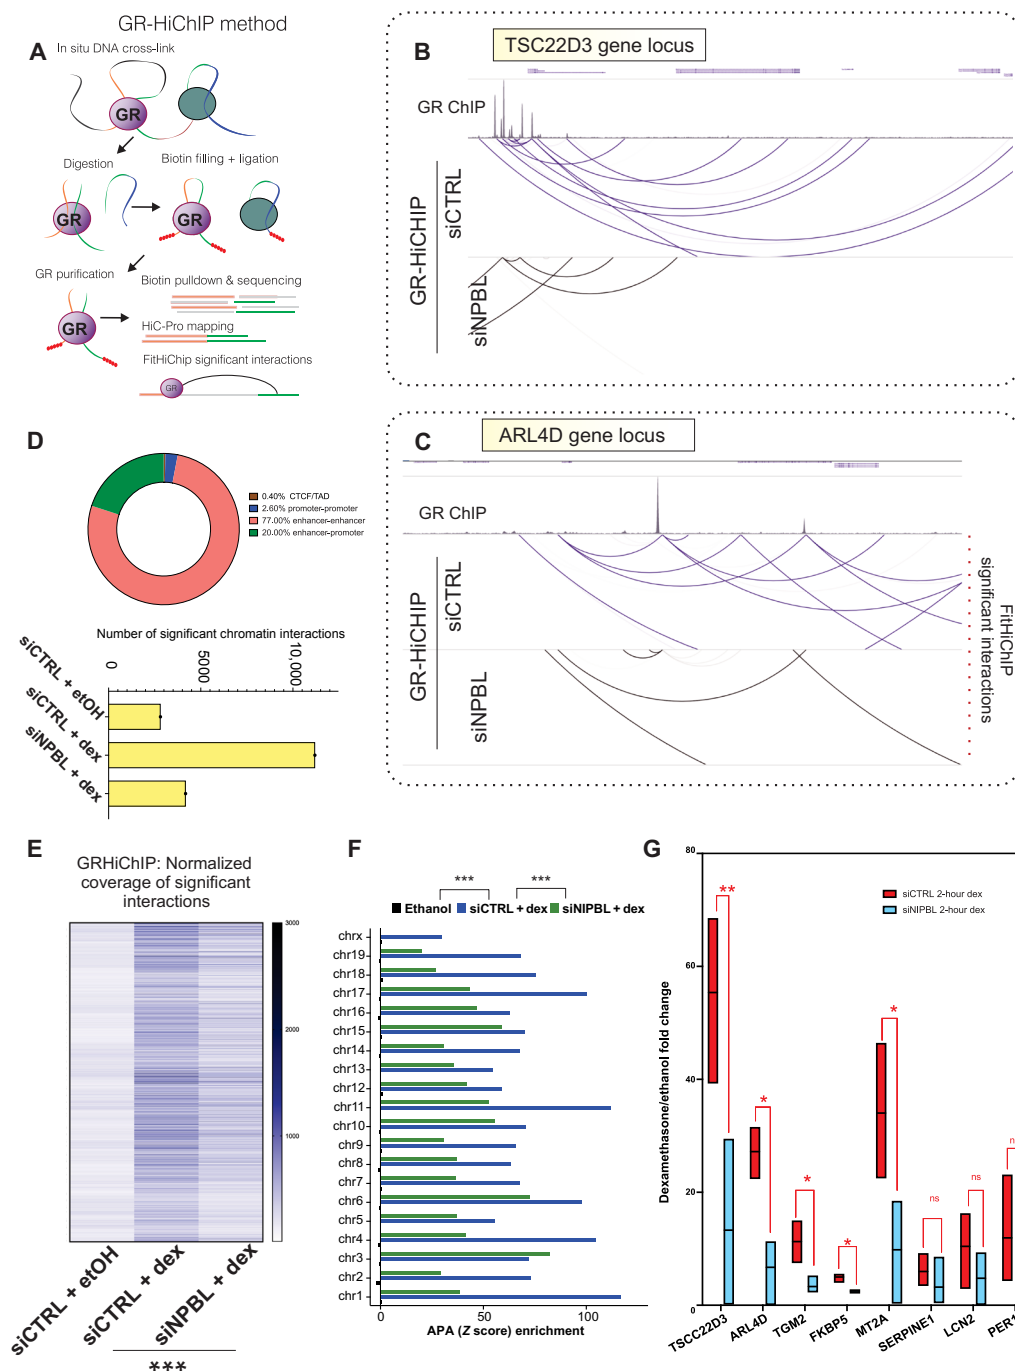 GR-HiChIP method
A
In situ DNA cross-link
GR
Digestion
Biotin filling + ligation
GR
GR
GR purification
Biotin pulldown & sequencing
GR
HiC-Pro mapping
FitHiChip significant interactions
GR
B
TSC22D3 gene locus
GR ChIP
GR-HiCHIP
siCTRL
siNPBL
C
ARL4D gene locus
GR ChIP
GR-HiCHIP
siCTRL
siNPBL
FitHiChIP
significant interactions
D
0.40% CTCF/TAD
2.60% promoter-promoter
77.00% enhancer-enhancer
20.00% enhancer-promoter
Number of significant chromatin interactions
0
5000
10,000
siCTRL + etOH
siCTRL + dex
siNPBL + dex
E
GRHiChIP: Normalized
coverage of significant
interactions
3000
2000
1000
siCTRL + etOH
siCTRL + dex
siNPBL + dex
***
F
*** ***
Ethanol siCTRL + dex siNIPBL + dex
chrx
chr19
chr18
chr17
chr16
chr15
chr14
chr13
chr12
chr11
chr10
chr9
chr8
chr7
chr6
chr5
chr4
chr3
chr2
chr1
0 50 100
APA (Z score) enrichment
G
Dexamethasone/ethanol fold change
80
60
40
20
0
siCTRL 2-hour dex
siNIPBL 2-hour dex
**
*
*
*
*
ns
ns
n
TSCC22D3
ARL4D
TGM2
FKBP5
MT2A
SERPINE1
LCN2
PER1